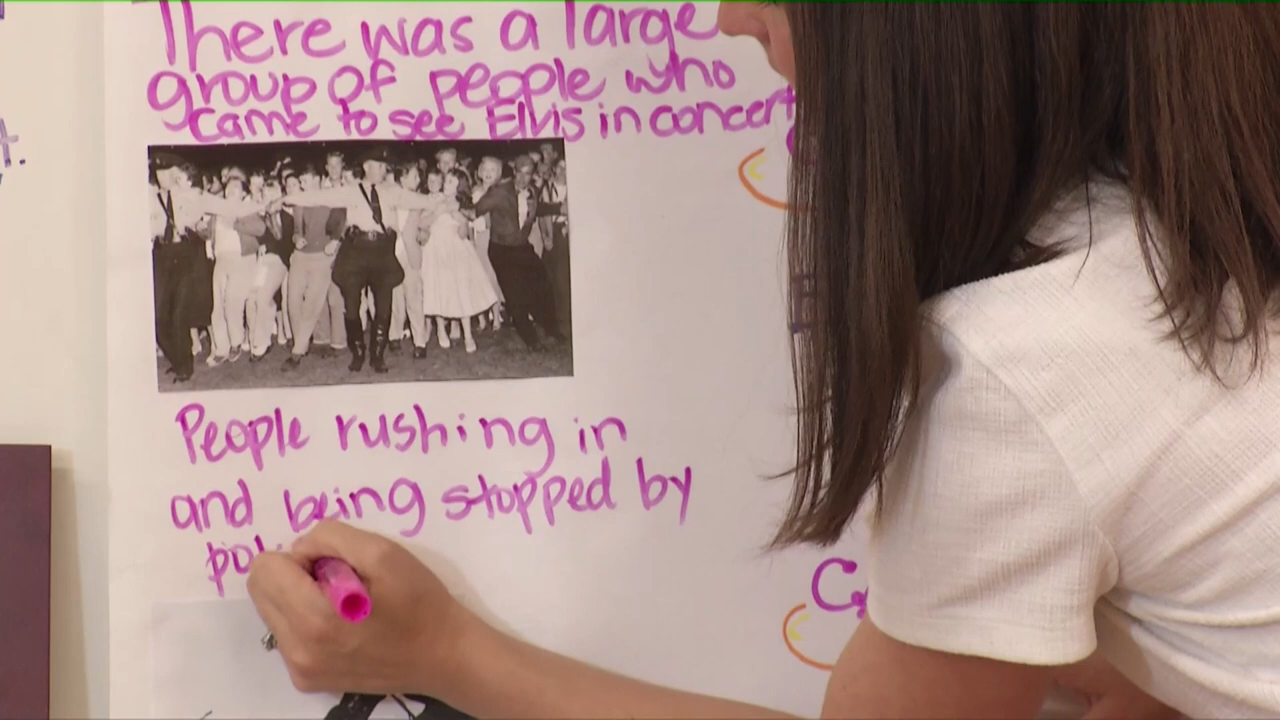 There was a large
group of people who
came to see Elvis in concert
People rushing in
and being stopped by